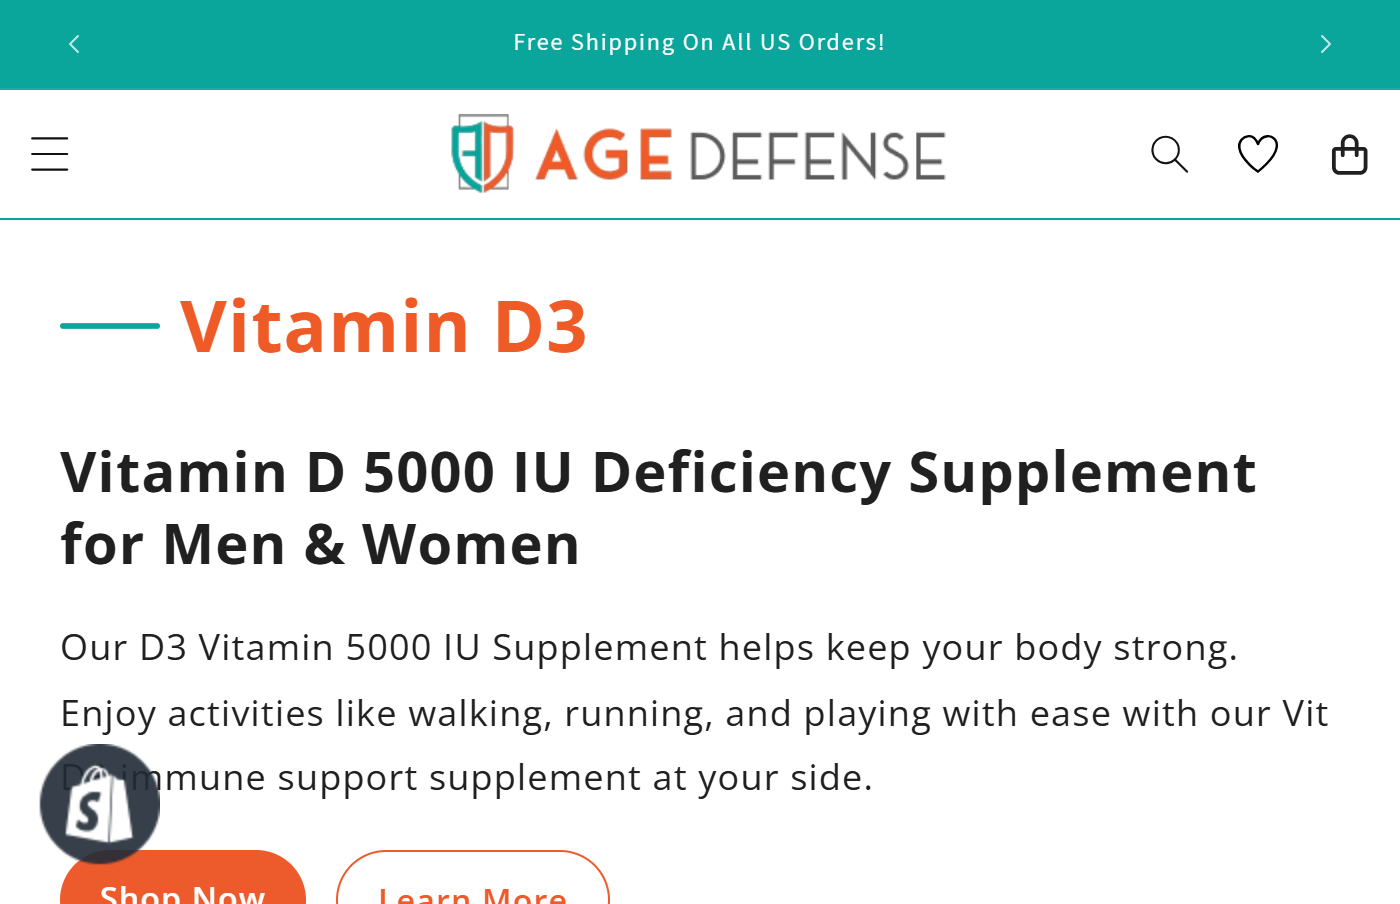 Free Shipping On All US Orders!
AGE DEFENSE
Vitamin D3
Vitamin D 5000 IU Deficiency Supplement
for Men & Women
Our D3 Vitamin 5000 IU Supplement helps keep your body strong.
Enjoy activities like walking, running, and playing with ease with our Vit
immune support supplement at your side.
Shop Now
Learn More